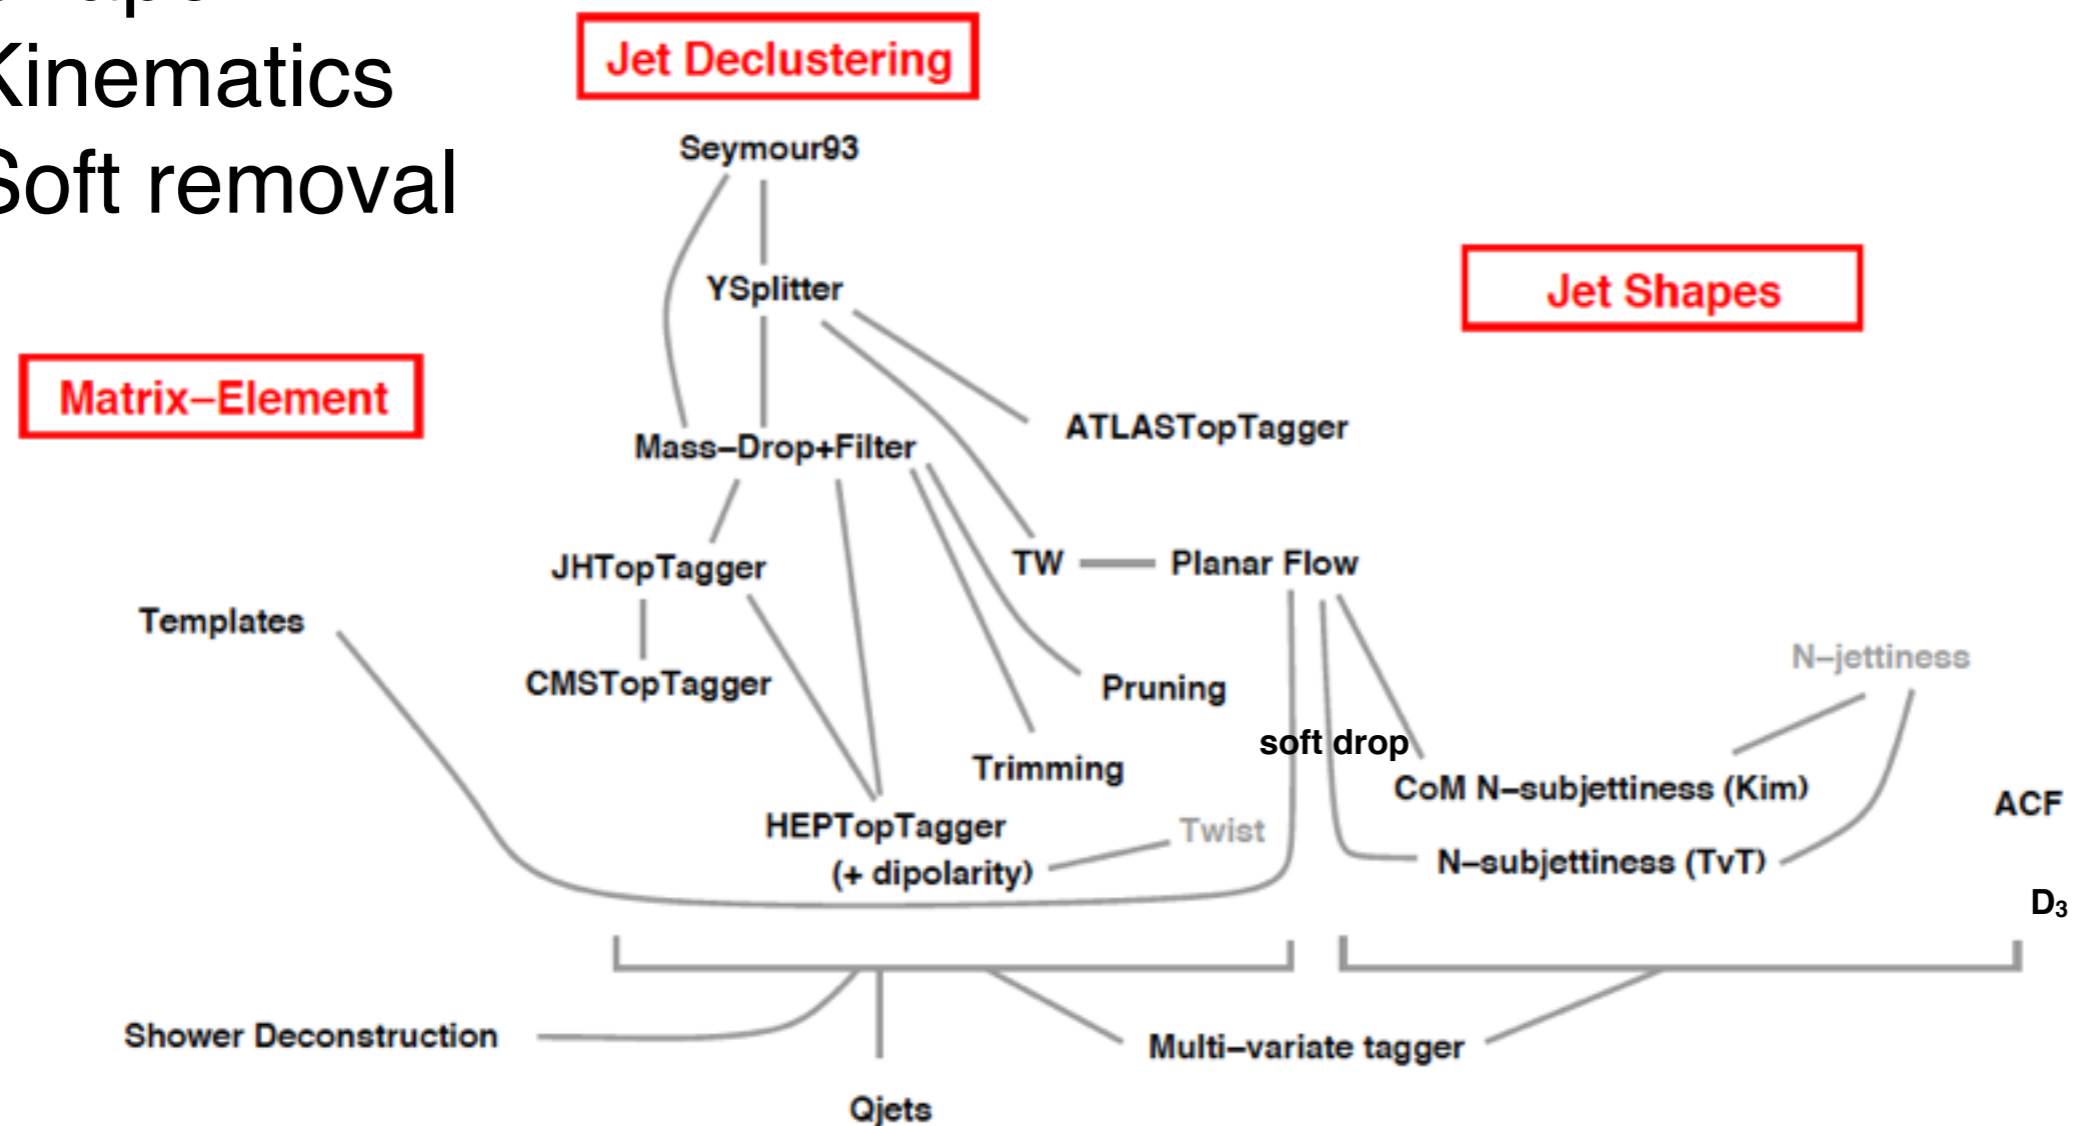 Kinematics
Soft removal
Jet Declustering
Seymour93
YSplitter
Jet Shapes
Matrix–Element
ATLASTopTagger
Mass–Drop+Filter
JHTopTagger
TW
Planar Flow
Templates
N–jettiness
CMSTopTagger
Pruning
soft drop
Trimming
CoM N–subjettiness (Kim)
ACF
HEPTopTagger
(+ dipolarity)
Twist
N–subjettiness (TvT)
D₃
Shower Deconstruction
Multi–variate tagger
Qjets